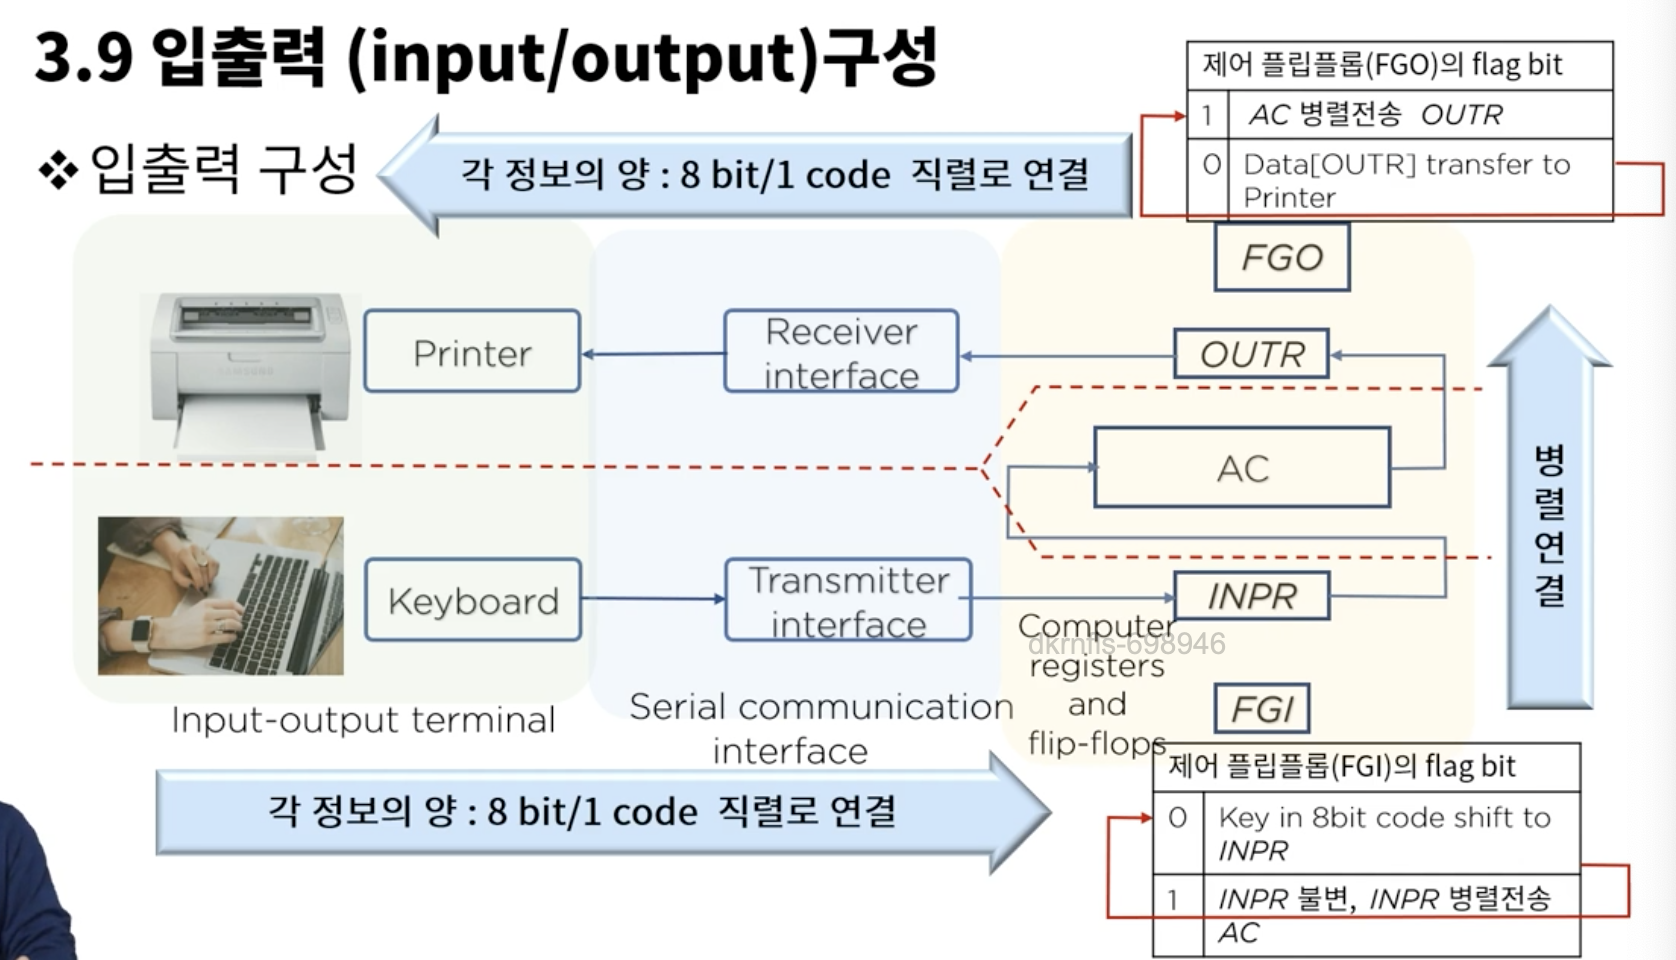 3.9 입출력 (input/output)구성
❖ 입출력 구성
각 정보의 양 : 8 bit/1 code 직렬로 연결
제어 플립플롭(FGO)의 flag bit
1 AC 병렬전송 OUTR
0 Data[OUTR] transfer to
Printer
FGO
Printer
Receiver
interface
OUTR
AC
병
렬
연
결
Keyboard
Transmitter
interface
INPR
Computer
registers
and
flip-flops
dkrnfls-698946
FGI
Input-output terminal
Serial communication
interface
각 정보의 양 : 8 bit/1 code 직렬로 연결
제어 플립플롭(FGI)의 flag bit
0 Key in 8bit code shift to
INPR
1 INPR 불변, INPR 병렬전송
AC